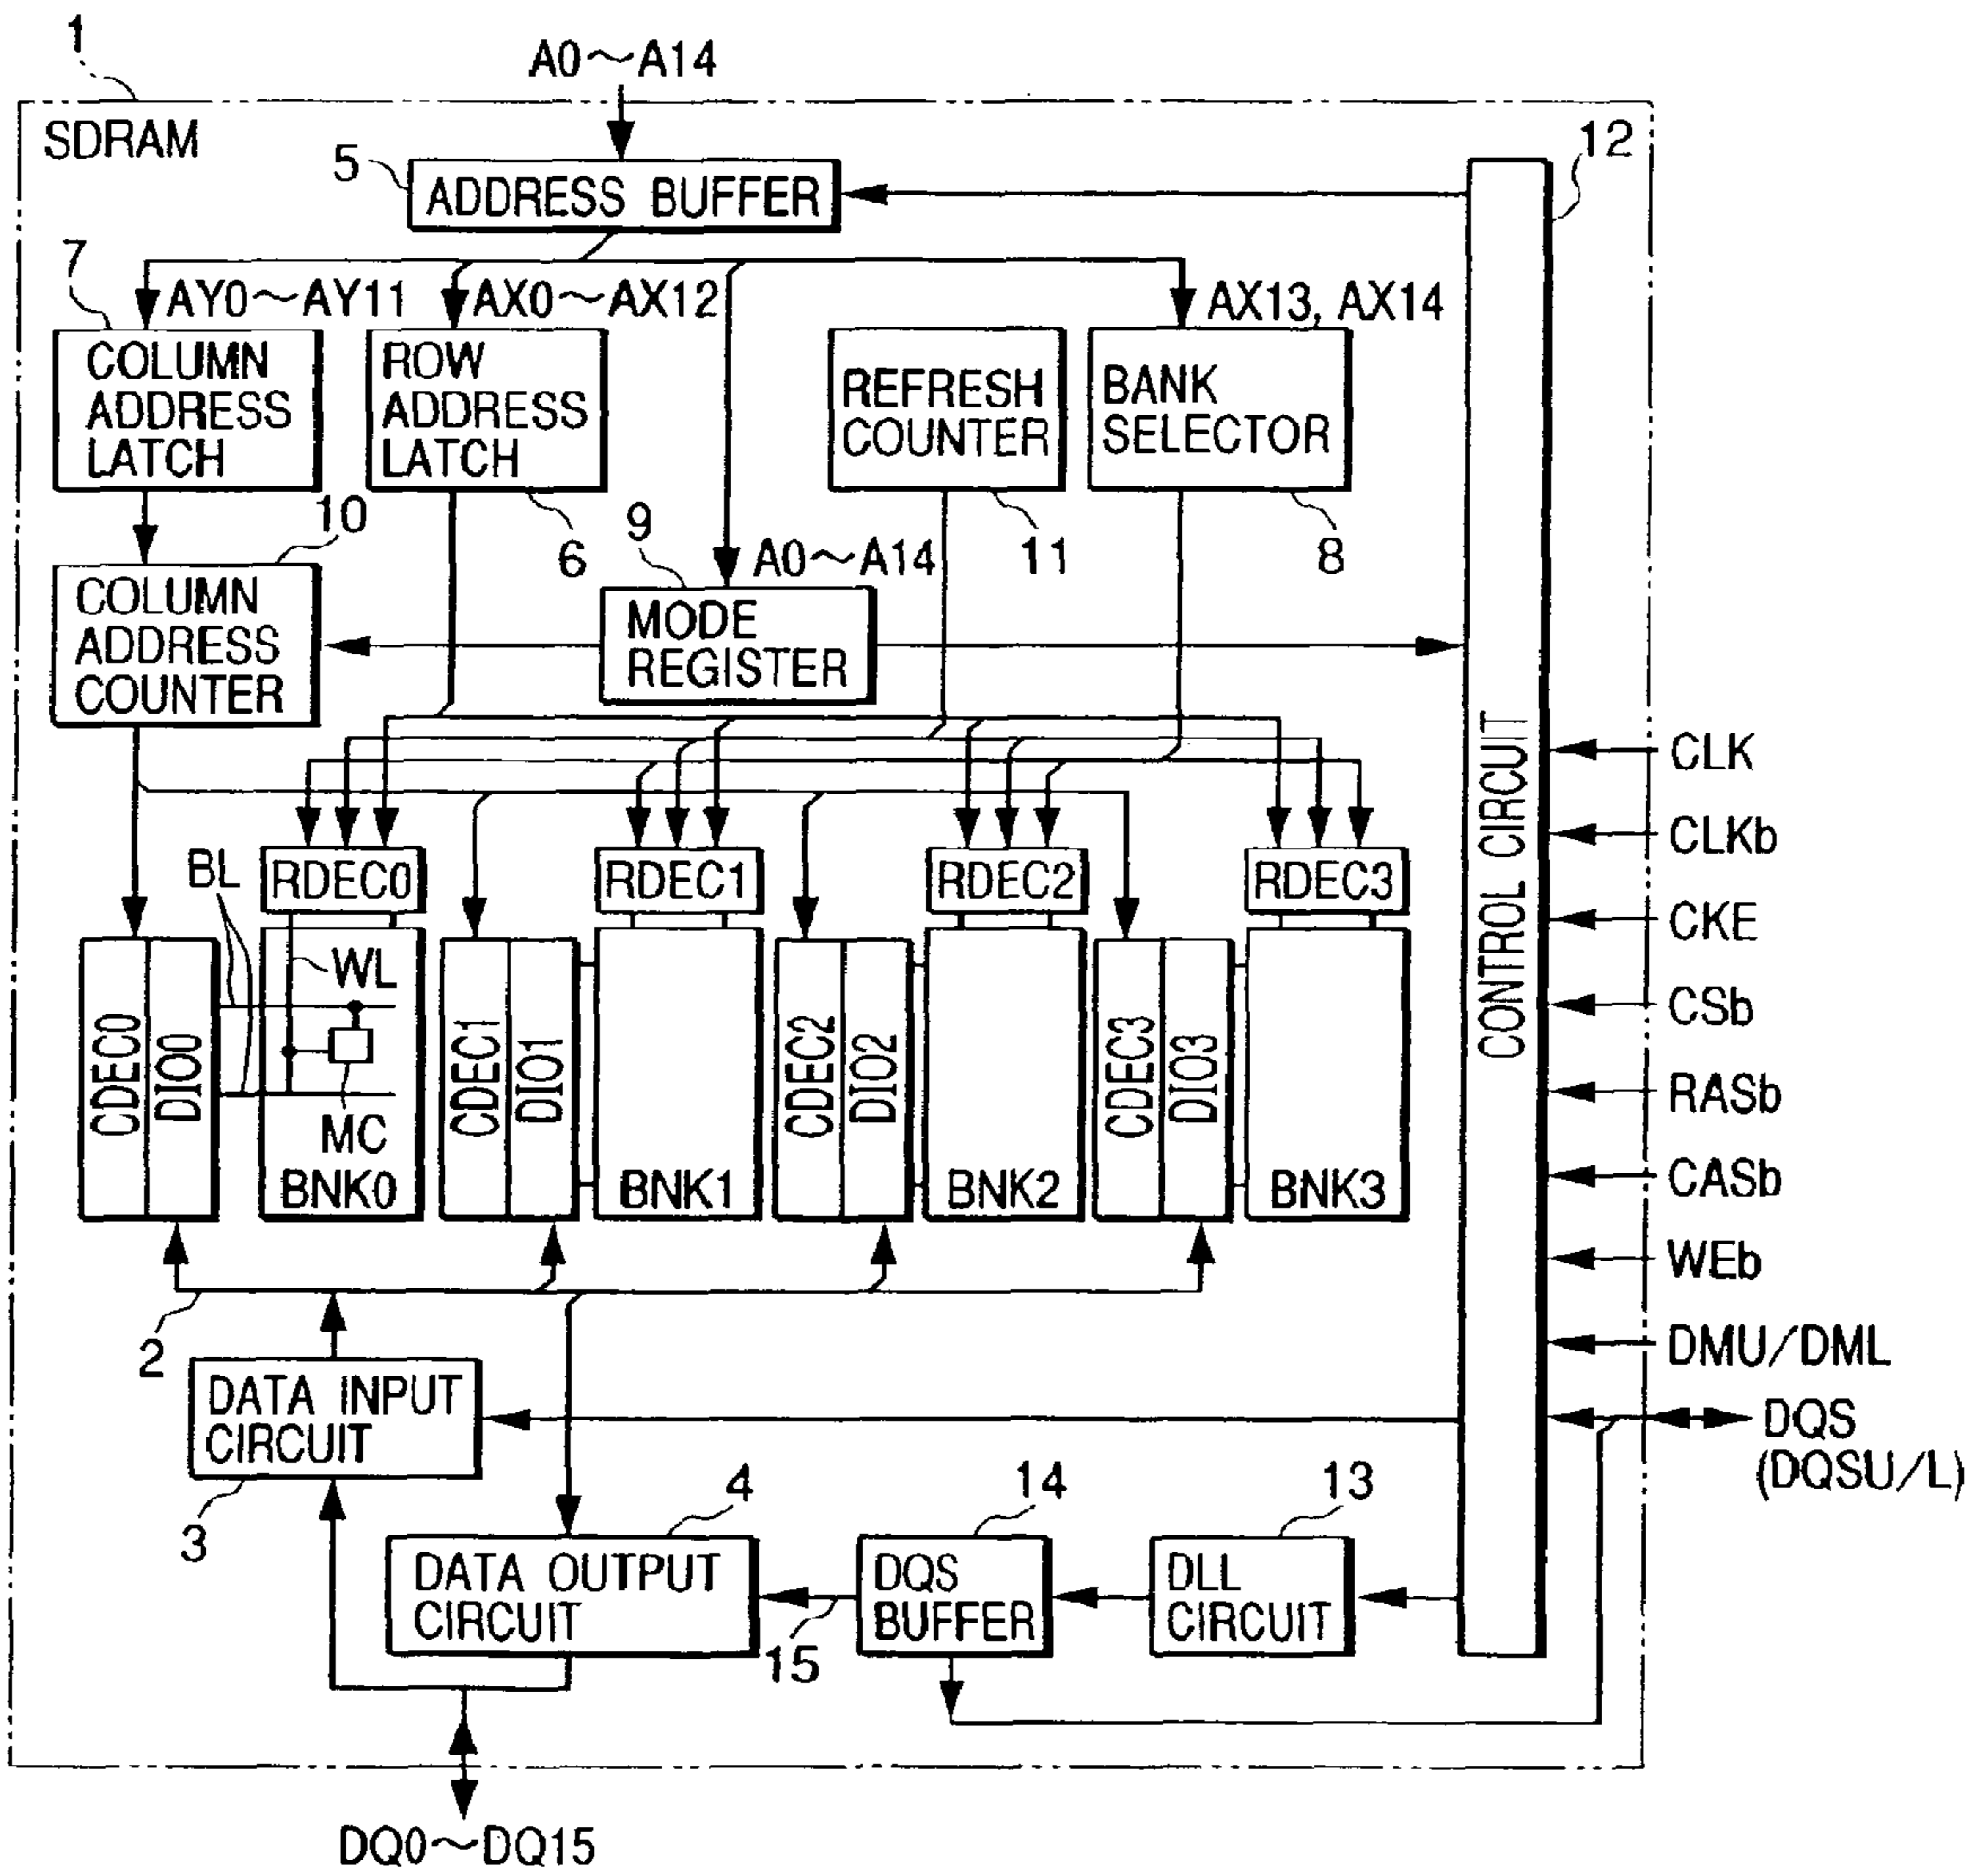 1
A0~A14
SDRAM
12
5
ADDRESS BUFFER
7
AY0~AY11
AX0~AX12
AX13, AX14
COLUMN
ADDRESS
LATCH
ROW
ADDRESS
LATCH
REFRESH
COUNTER
BANK
SELECTOR
10
6
9
A0~A14
11
8
COLUMN
ADDRESS
COUNTER
MODE
REGISTER
CONTROL CIRCUIT
CLK
CLKb
CKE
CSb
RASb
CASb
WEb
DMU/DML
DQS
(DQSU/L)
BL
RDEC0
RDEC1
RDEC2
RDEC3
WL
CDEC0
DIO0
MC
BNK0
CDEC1
DIO1
BNK1
CDEC2
DIO2
BNK2
CDEC3
DIO3
BNK3
2
DATA INPUT
CIRCUIT
3
4
14
13
DATA OUTPUT
CIRCUIT
15
DQS
BUFFER
DLL
CIRCUIT
DQ0~DQ15